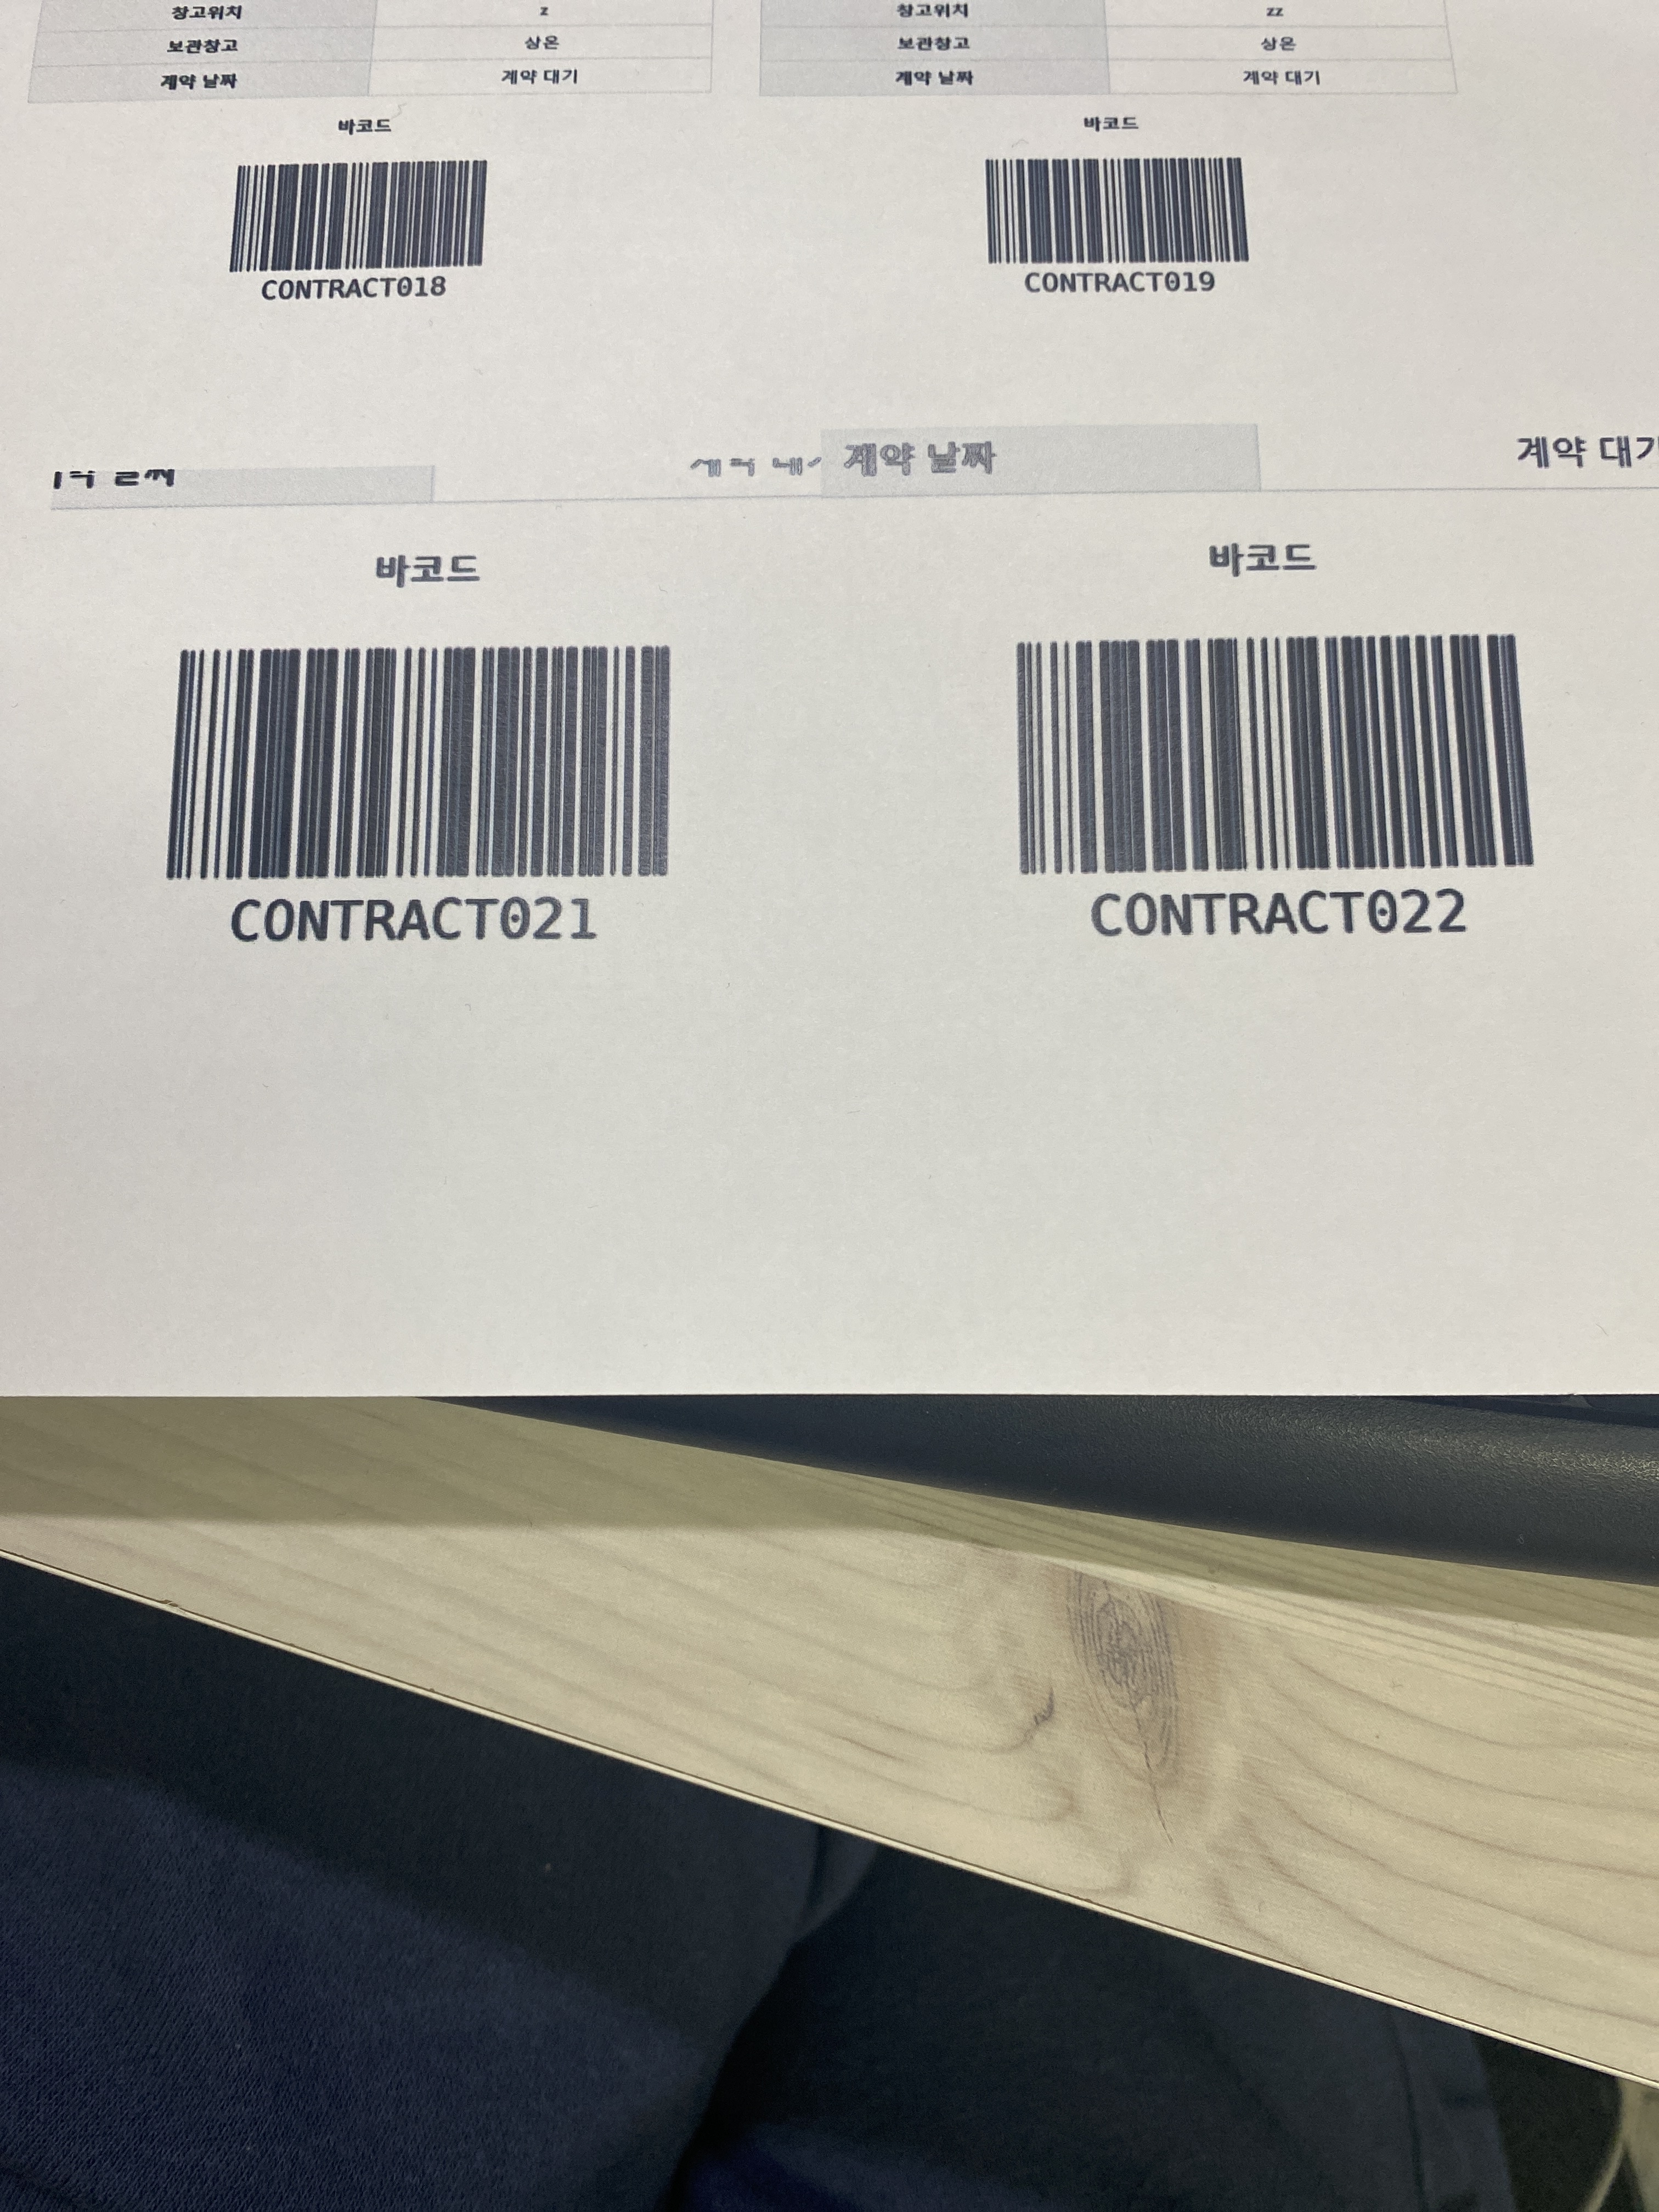 창고위치 z 창고위치 zz
보관창고 상온 보관창고 상온
계약 날짜 계약 대기 계약 날짜 계약 대기
바코드 바코드
CONTRACT018 CONTRACT019
계약 날짜 계약 대기
바코드 바코드
CONTRACT021 CONTRACT022